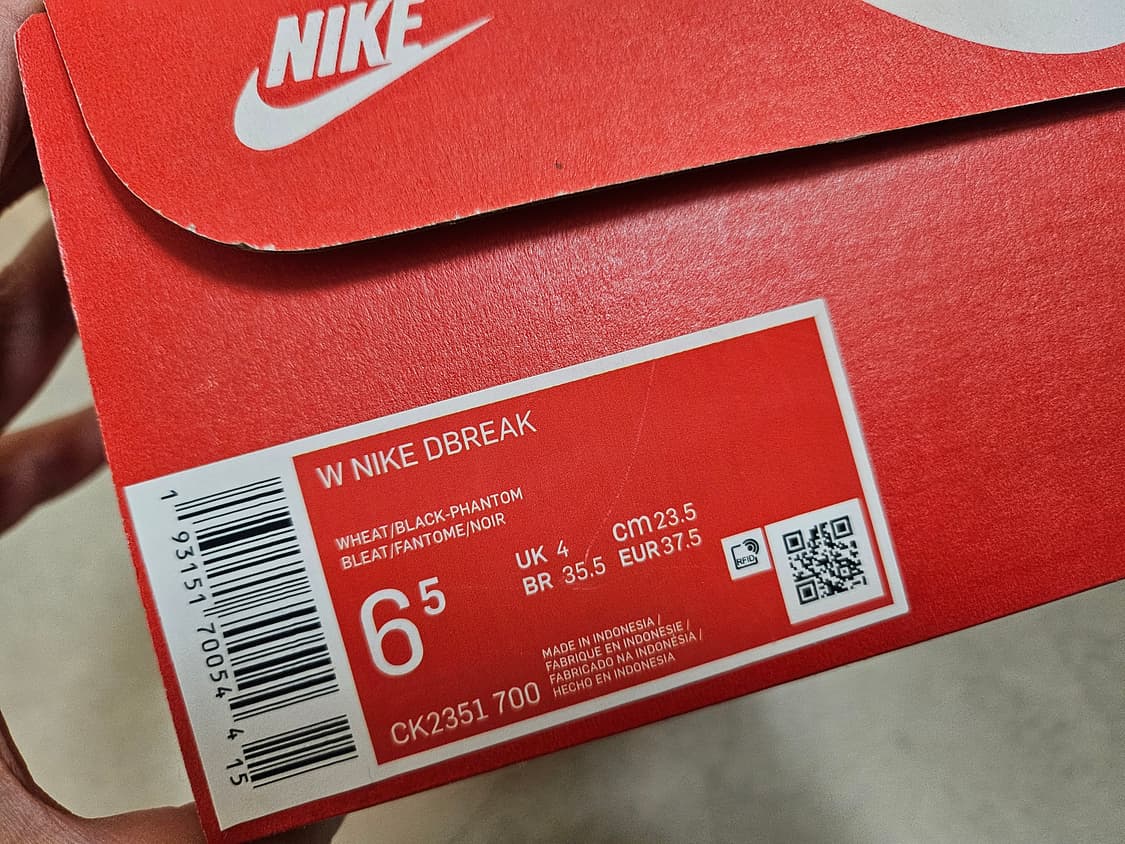 NIKE
W NIKE DBREAK
WHEAT/BLACK-PHANTOM
BLEAT/FANTOME/NOIR
6 5
UK 4
BR 35.5
cm 23.5
EUR 37.5
RFID
MADE IN INDONESIA /
FABRIQUE EN INDONESIE /
FABRICADO NA INDONÉSIA /
HECHO EN INDONESIA
CK2351 700
1 93151 70054 4 15